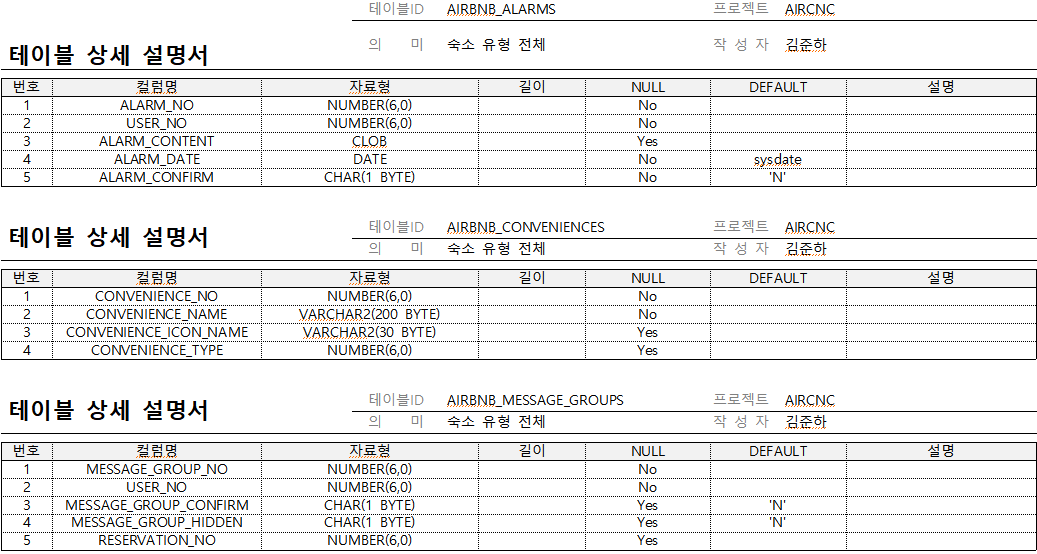 테이블ID AIRBNB_ALARMS 프로젝트 AIRCNC
테이블 상세 설명서 의 미 숙소 유형 전체 작 성 자 김준하
번호 컬럼명 자료형 길이 NULL DEFAULT 설명
1 ALARM_NO NUMBER(6,0) No
2 USER_NO NUMBER(6,0) No
3 ALARM_CONTENT CLOB Yes
4 ALARM_DATE DATE No sysdate
5 ALARM_CONFIRM CHAR(1 BYTE) No 'N'
테이블ID AIRBNB_CONVENIENCES 프로젝트 AIRCNC
테이블 상세 설명서 의 미 숙소 유형 전체 작 성 자 김준하
번호 컬럼명 자료형 길이 NULL DEFAULT 설명
1 CONVENIENCE_NO NUMBER(6,0) No
2 CONVENIENCE_NAME VARCHAR2(200 BYTE) No
3 CONVENIENCE_ICON_NAME VARCHAR2(30 BYTE) Yes
4 CONVENIENCE_TYPE NUMBER(6,0) Yes
테이블ID AIRBNB_MESSAGE_GROUPS 프로젝트 AIRCNC
테이블 상세 설명서 의 미 숙소 유형 전체 작 성 자 김준하
번호 컬럼명 자료형 길이 NULL DEFAULT 설명
1 MESSAGE_GROUP_NO NUMBER(6,0) No
2 USER_NO NUMBER(6,0) No
3 MESSAGE_GROUP_CONFIRM CHAR(1 BYTE) Yes 'N'
4 MESSAGE_GROUP_HIDDEN CHAR(1 BYTE) Yes 'N'
5 RESERVATION_NO NUMBER(6,0) Yes